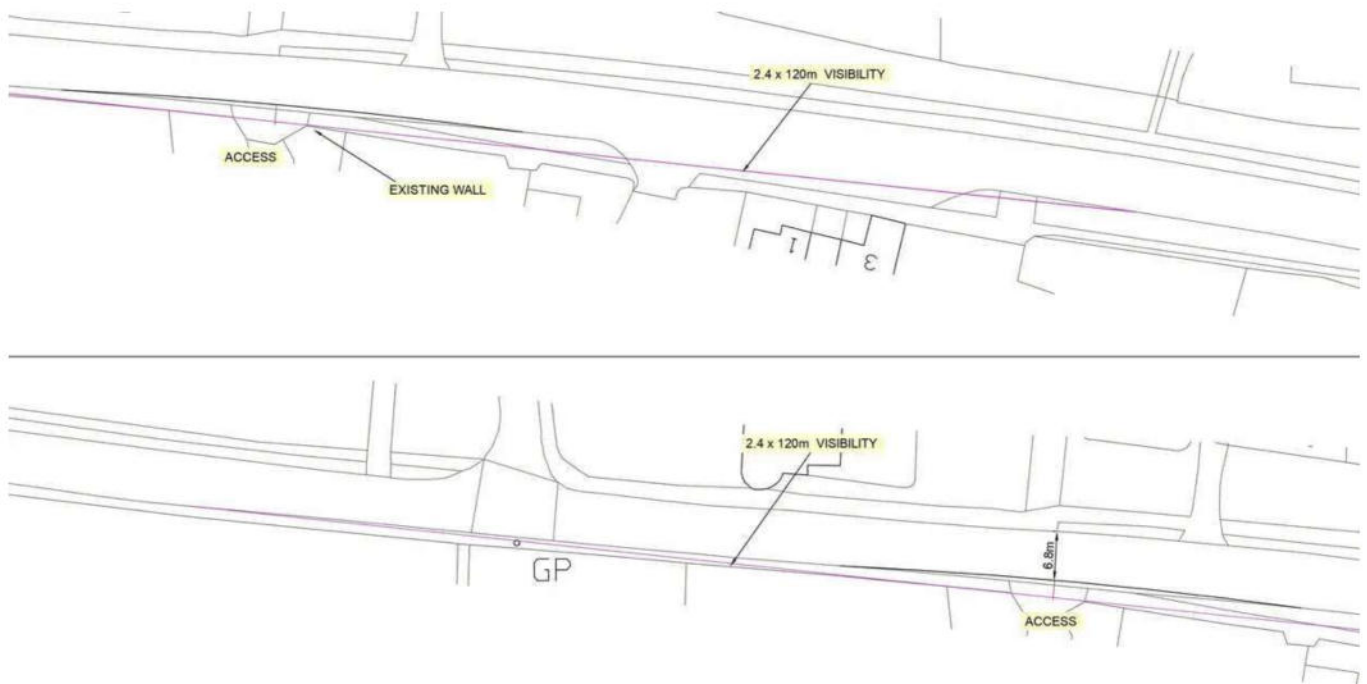 2.4 x 120m VISIBILITY
ACCESS
EXISTING WALL
1
3
2.4 x 120m VISIBILITY
GP
6.8m
ACCESS